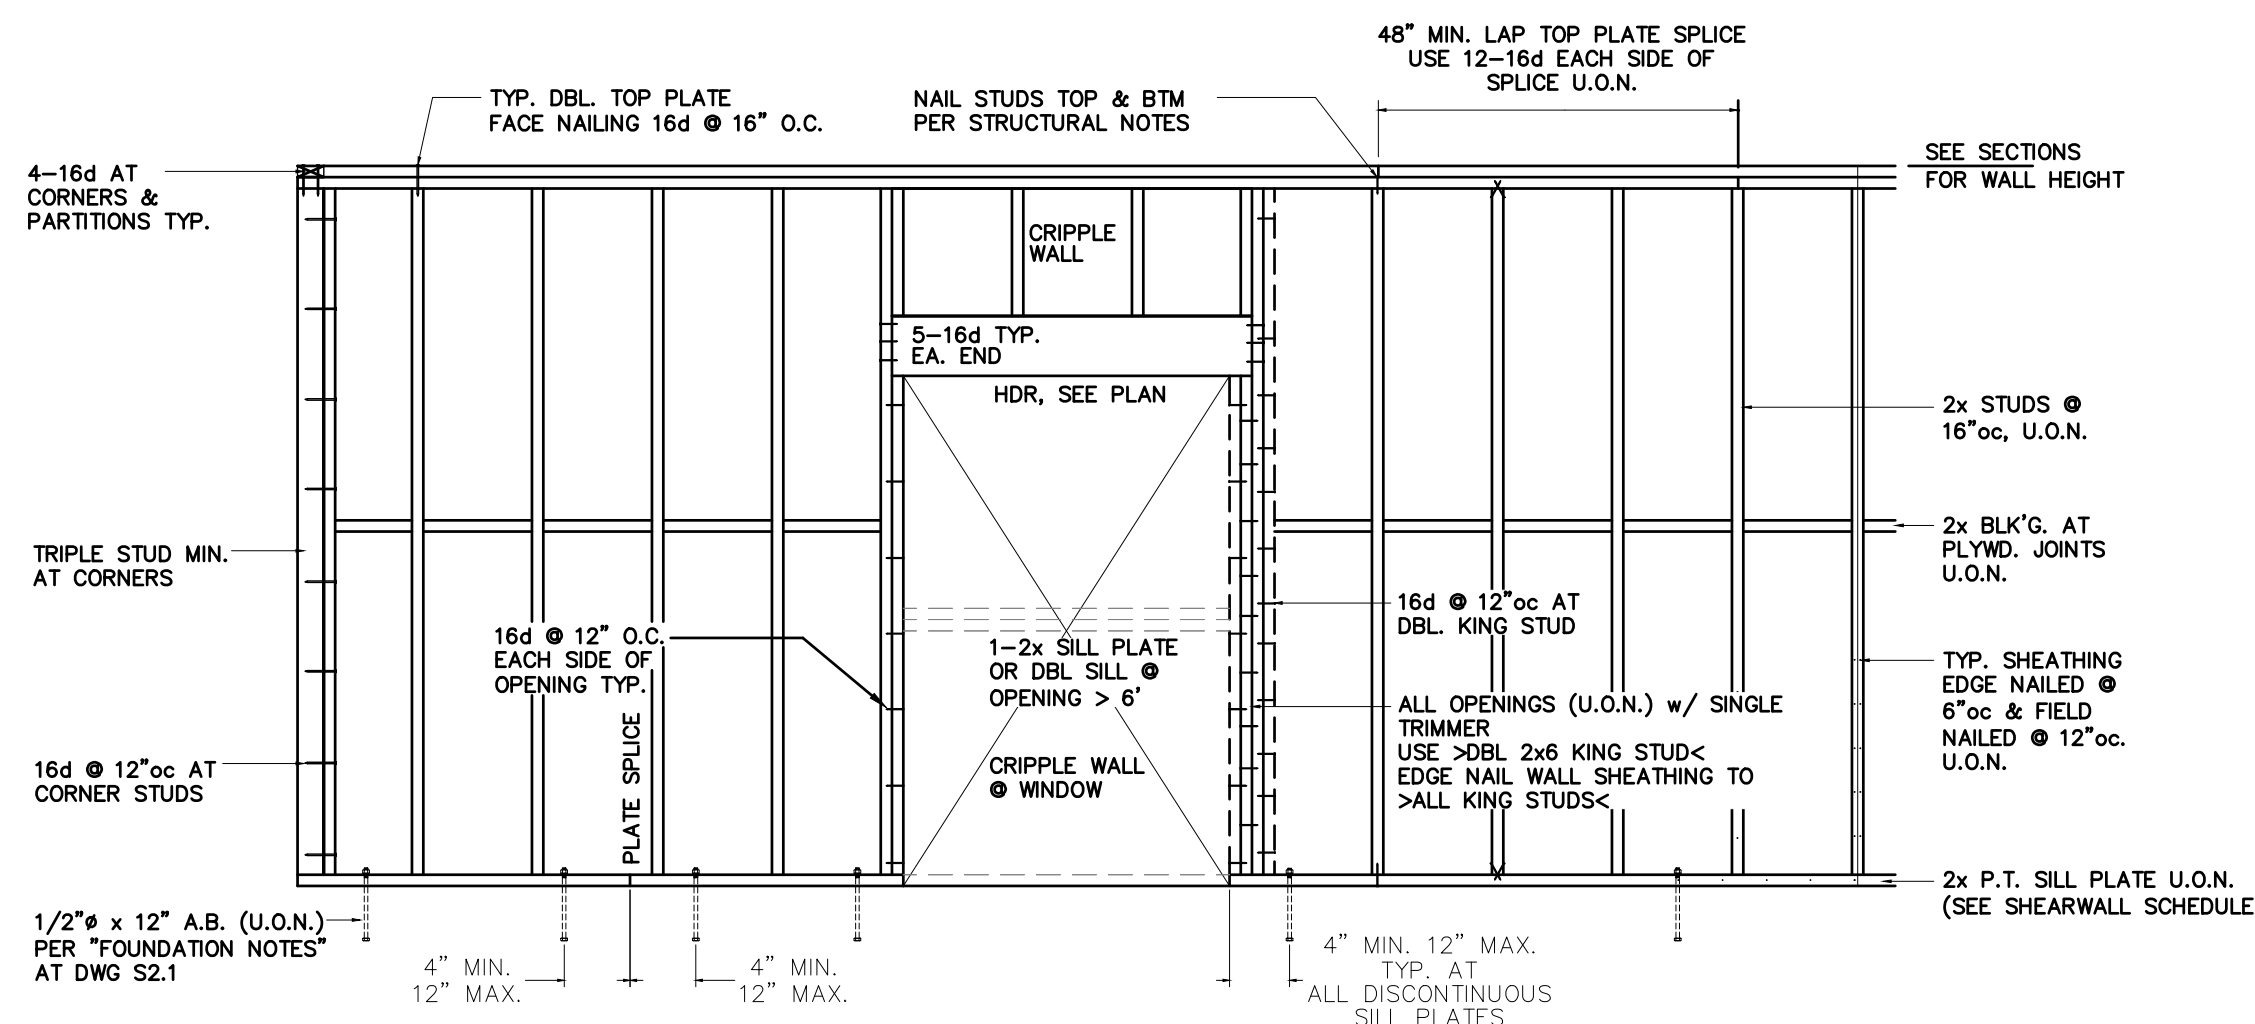 48” MIN. LAP TOP PLATE SPLICE
USE 12–16d EACH SIDE OF
SPLICE U.O.N.
TYP. DBL. TOP PLATE
FACE NAILING 16d @ 16” O.C.
NAIL STUDS TOP & BTM
PER STRUCTURAL NOTES
4–16d AT
CORNERS &
PARTITIONS TYP.
SEE SECTIONS
FOR WALL HEIGHT
CRIPPLE
WALL
5–16d TYP.
EA. END
HDR, SEE PLAN
2x STUDS @
16”oc, U.O.N.
TRIPLE STUD MIN.
AT CORNERS
2x BLK'G. AT
PLYWD. JOINTS
U.O.N.
16d @ 12”oc AT
DBL. KING STUD
16d @ 12” O.C.
EACH SIDE OF
OPENING TYP.
1–2x SILL PLATE
OR DBL SILL @
OPENING > 6'
TYP. SHEATHING
EDGE NAILED @
6”oc & FIELD
NAILED @ 12”oc.
U.O.N.
ALL OPENINGS (U.O.N.) w/ SINGLE
TRIMMER
USE >DBL 2x6 KING STUD<
EDGE NAIL WALL SHEATHING TO
>ALL KING STUDS<
PLATE SPLICE
16d @ 12”oc AT
CORNER STUDS
CRIPPLE WALL
@ WINDOW
2x P.T. SILL PLATE U.O.N.
(SEE SHEARWALL SCHEDULE
1/2”ø x 12” A.B. (U.O.N.)
PER ”FOUNDATION NOTES”
AT DWG S2.1
4” MIN.
12” MAX.
4” MIN.
12” MAX.
4” MIN. 12” MAX.
TYP. AT
ALL DISCONTINUOUS
SILL PLATES